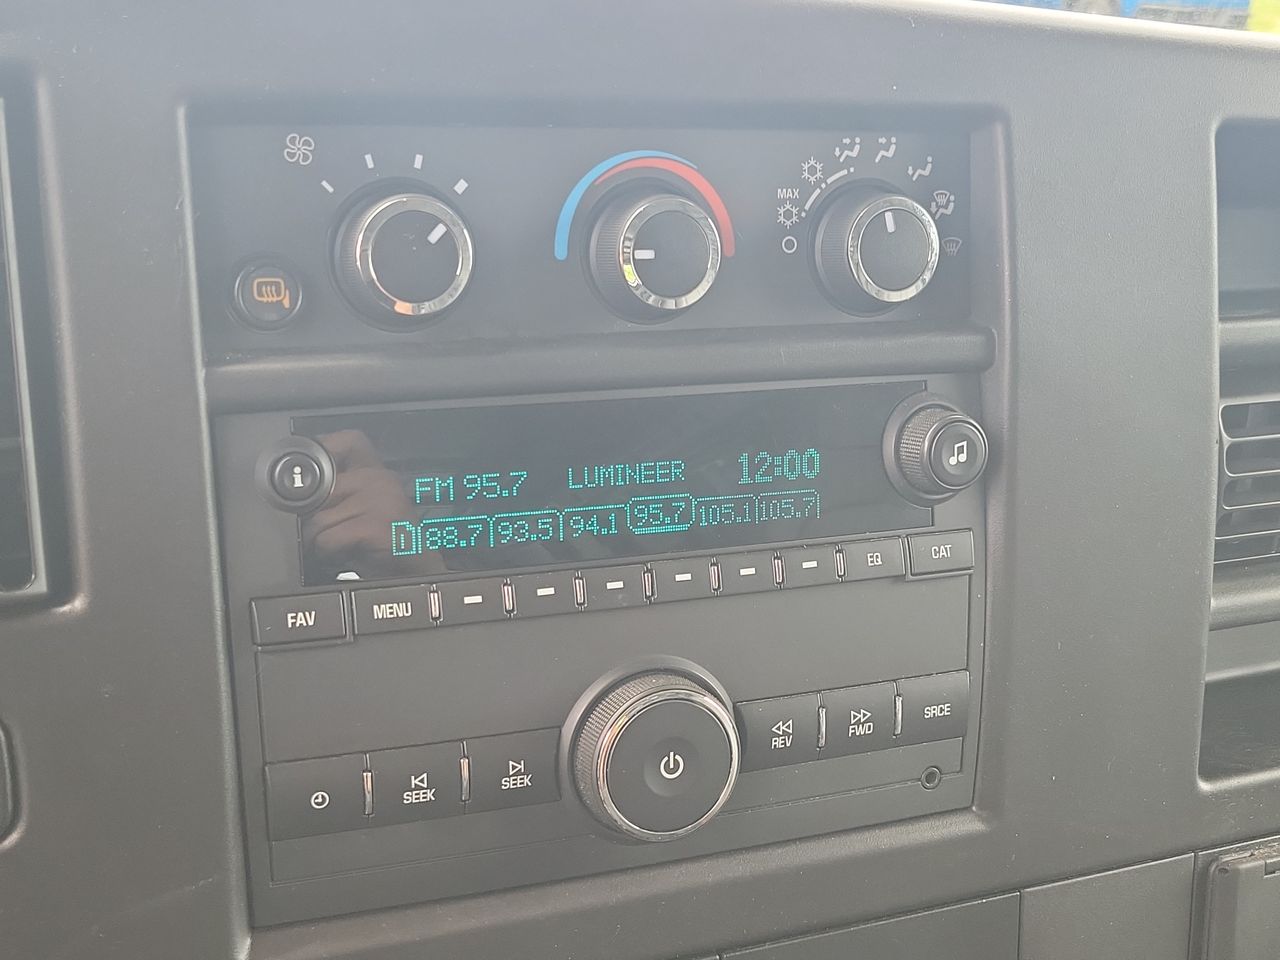 MAX
FM 95.7 LUMINEER 12:00
1 88.7 93.5 94.1 95.7 105.1 105.7
FAV MENU EQ CAT
REV FWD SRCE
SEEK SEEK